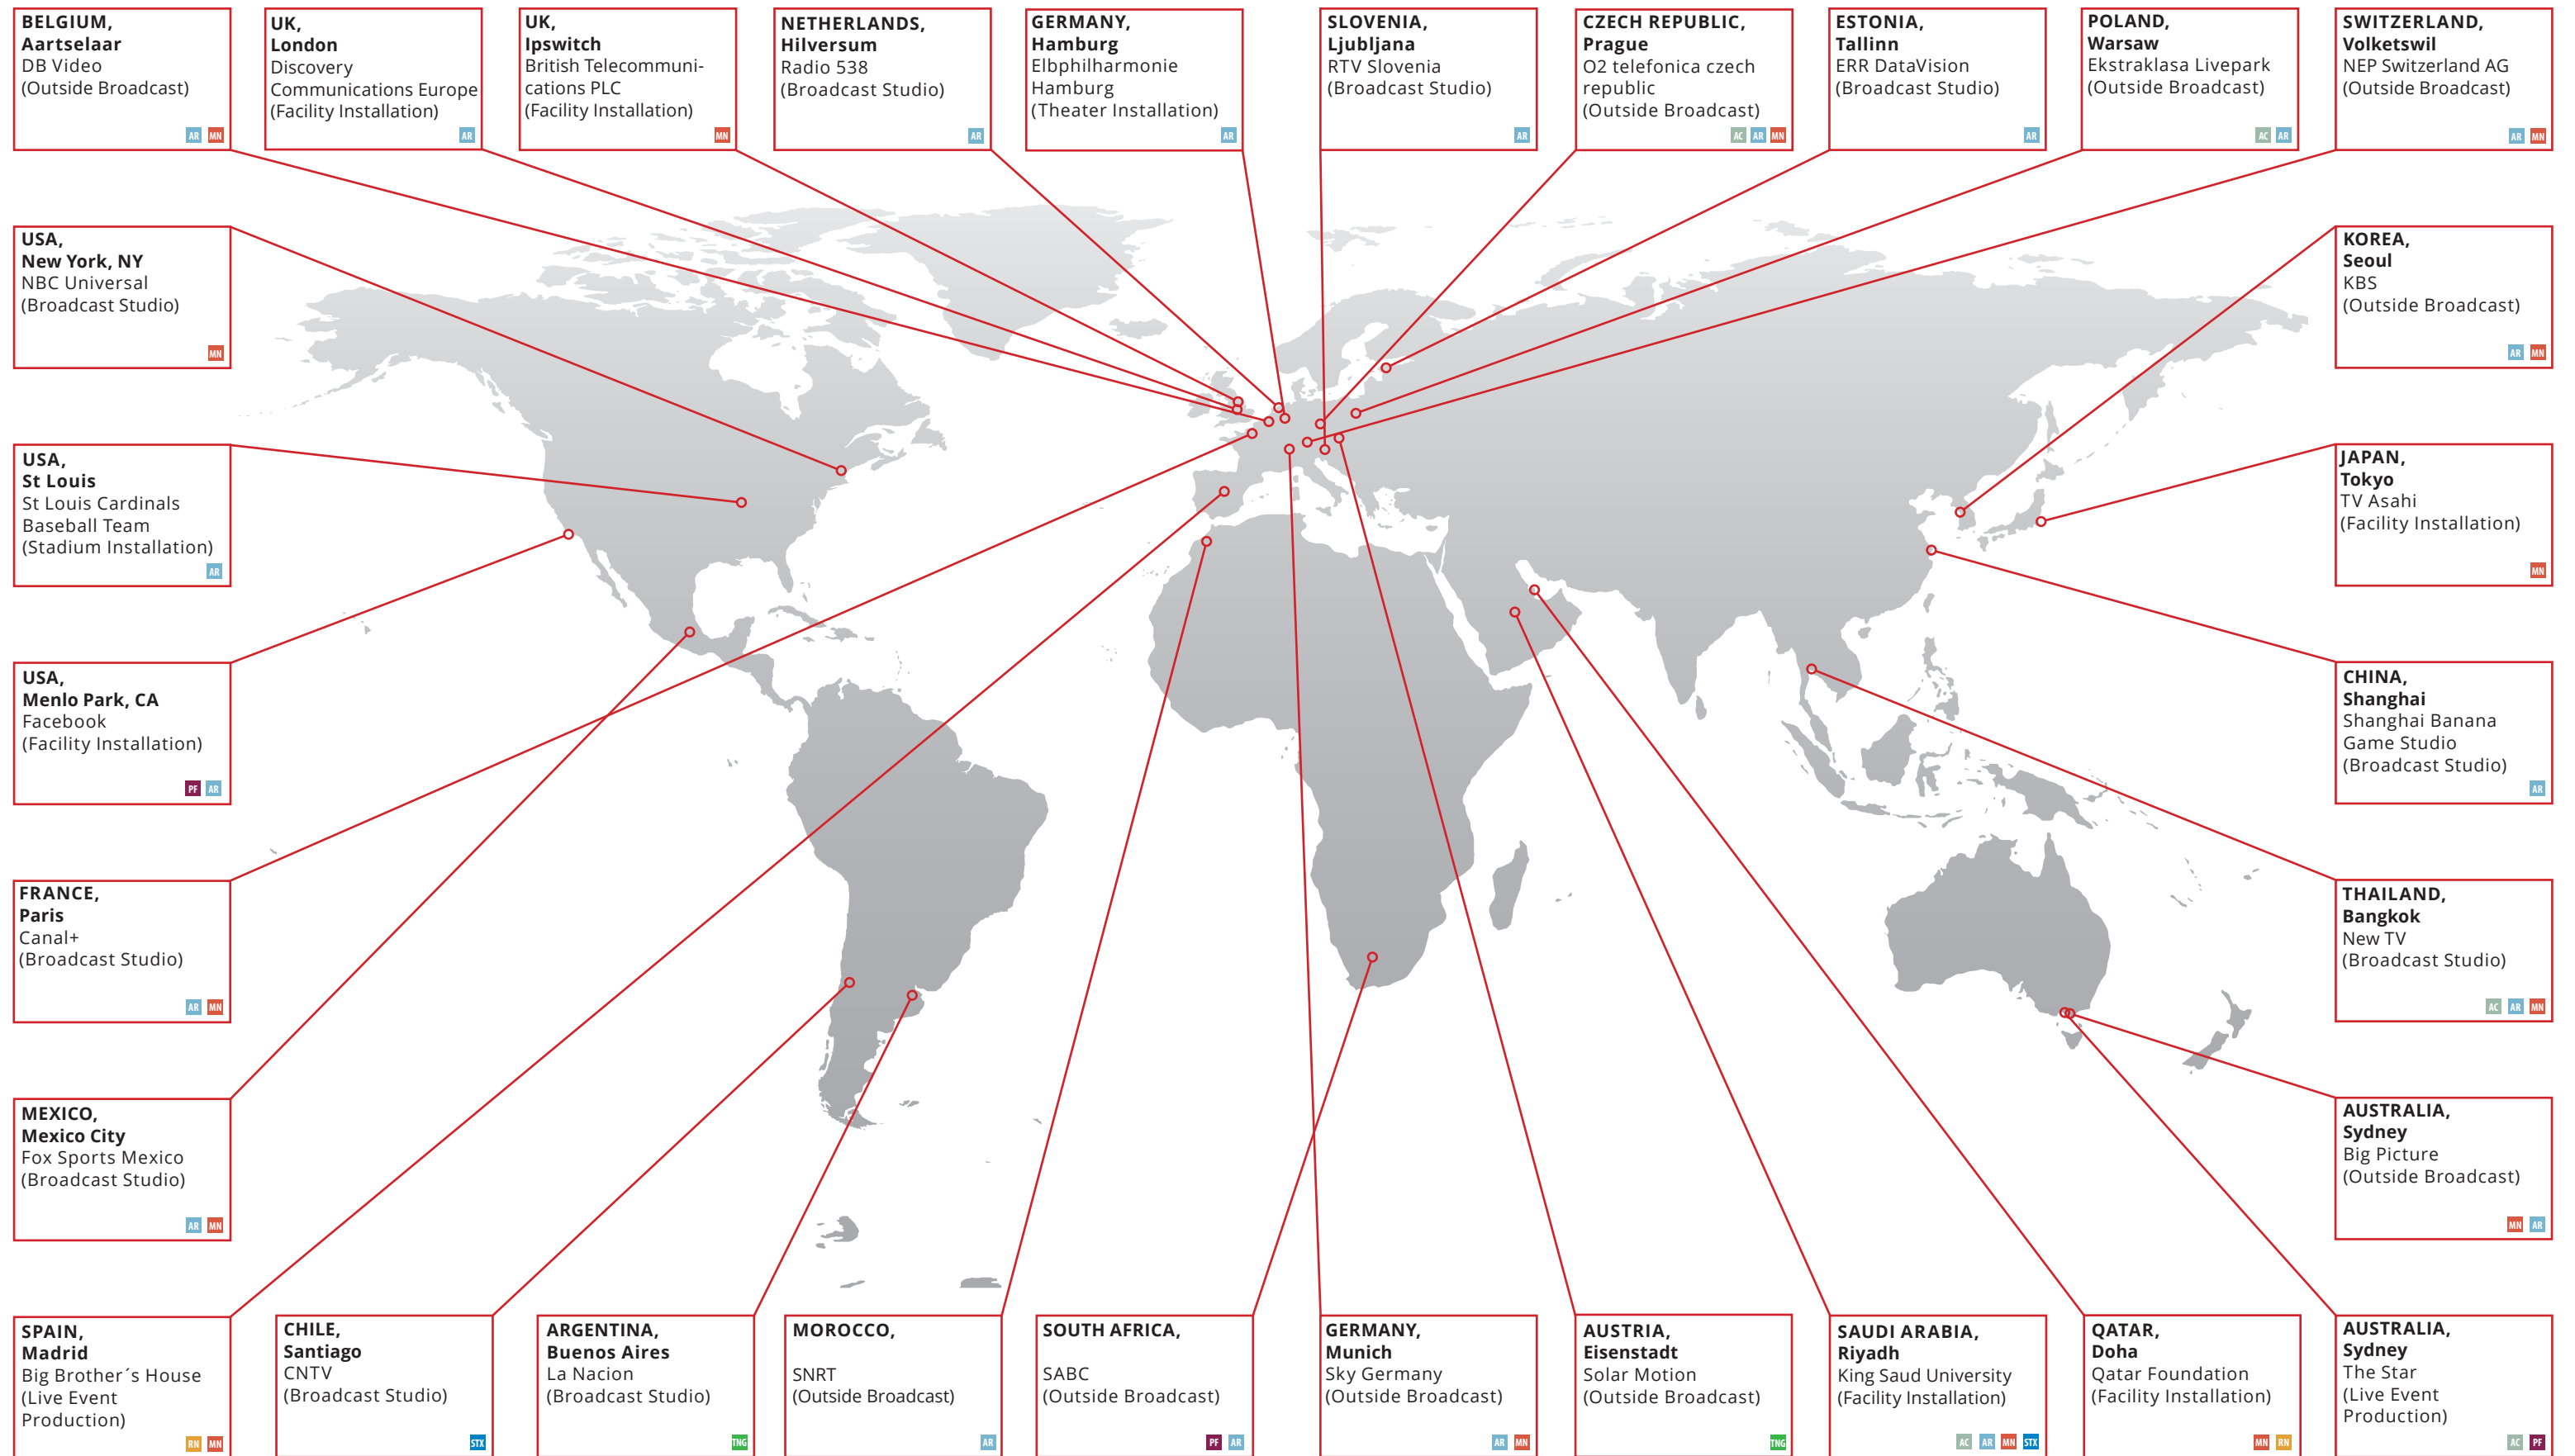 BELGIUM,
Aartselaar
DB Video
(Outside Broadcast)
AR MN
UK,
London
Discovery
Communications Europe
(Facility Installation)
AR
UK,
Ipswitch
British Telecommuni-
cations PLC
(Facility Installation)
MN
NETHERLANDS,
Hilversum
Radio 538
(Broadcast Studio)
AR
GERMANY,
Hamburg
Elbphilharmonie
Hamburg
(Theater Installation)
AR
SLOVENIA,
Ljubljana
RTV Slovenia
(Broadcast Studio)
AR
CZECH REPUBLIC,
Prague
O2 telefonica czech
republic
(Outside Broadcast)
AC AR MN
ESTONIA,
Tallinn
ERR DataVision
(Broadcast Studio)
AR
POLAND,
Warsaw
Ekstraklasa Livepark
(Outside Broadcast)
AC AR
SWITZERLAND,
Volketswil
NEP Switzerland AG
(Outside Broadcast)
AR MN
USA,
New York, NY
NBC Universal
(Broadcast Studio)
MN
KOREA,
Seoul
KBS
(Outside Broadcast)
AR MN
USA,
St Louis
St Louis Cardinals
Baseball Team
(Stadium Installation)
AR
JAPAN,
Tokyo
TV Asahi
(Facility Installation)
MN
USA,
Menlo Park, CA
Facebook
(Facility Installation)
PF AR
CHINA,
Shanghai
Shanghai Banana
Game Studio
(Broadcast Studio)
AR
FRANCE,
Paris
Canal+
(Broadcast Studio)
AR MN
THAILAND,
Bangkok
New TV
(Broadcast Studio)
AC AR MN
MEXICO,
Mexico City
Fox Sports Mexico
(Broadcast Studio)
AR MN
AUSTRALIA,
Sydney
Big Picture
(Outside Broadcast)
MN AR
SPAIN,
Madrid
Big Brother´s House
(Live Event
Production)
RN MN
CHILE,
Santiago
CNTV
(Broadcast Studio)
STX
ARGENTINA,
Buenos Aires
La Nacion
(Broadcast Studio)
TNG
MOROCCO,
SNRT
(Outside Broadcast)
AR
SOUTH AFRICA,
SABC
(Outside Broadcast)
PF AR
GERMANY,
Munich
Sky Germany
(Outside Broadcast)
AR MN
AUSTRIA,
Eisenstadt
Solar Motion
(Outside Broadcast)
TNG
SAUDI ARABIA,
Riyadh
King Saud University
(Facility Installation)
AC AR MN STX
QATAR,
Doha
Qatar Foundation
(Facility Installation)
MN RN
AUSTRALIA,
Sydney
The Star
(Live Event
Production)
AC PF